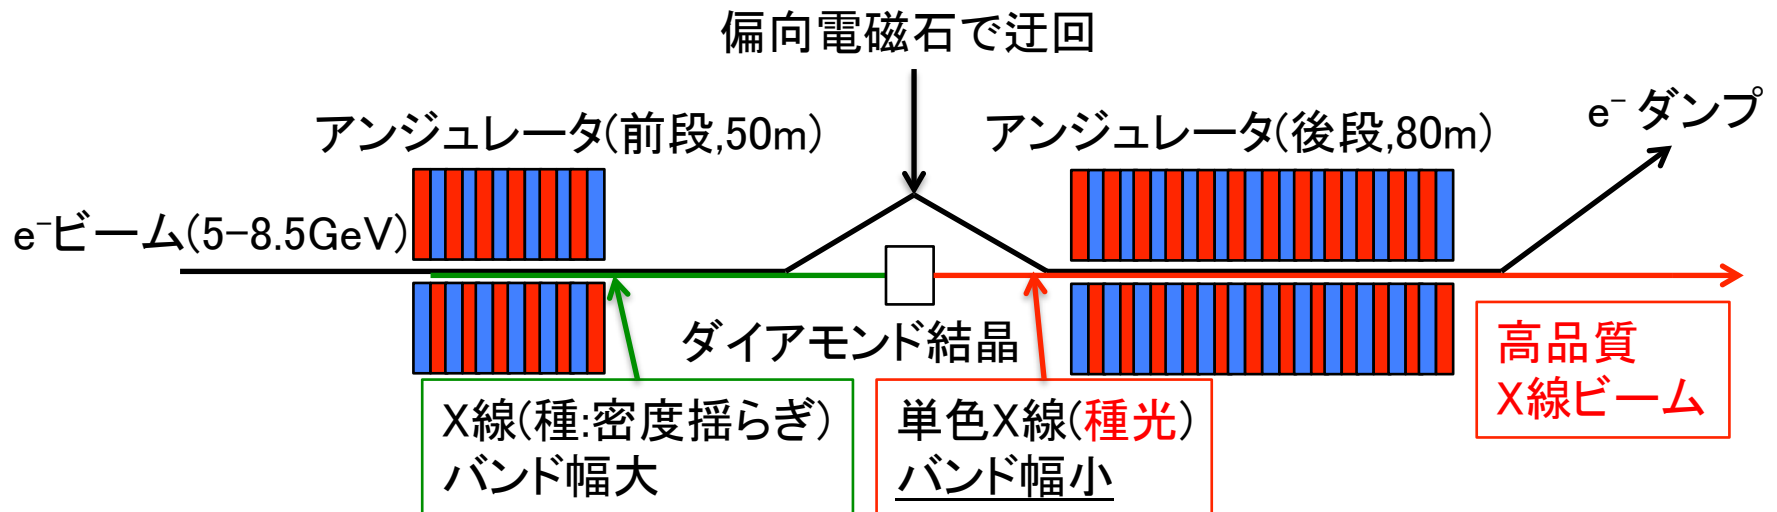 偏向電磁石で迂回
アンジュレータ(前段,50m)
アンジュレータ(後段,80m)
e⁻ ダンプ
e⁻ビーム(5−8.5GeV)
ダイアモンド結晶
X線(種:密度揺らぎ)
バンド幅大
単色X線(種光)
バンド幅小
高品質
X線ビーム